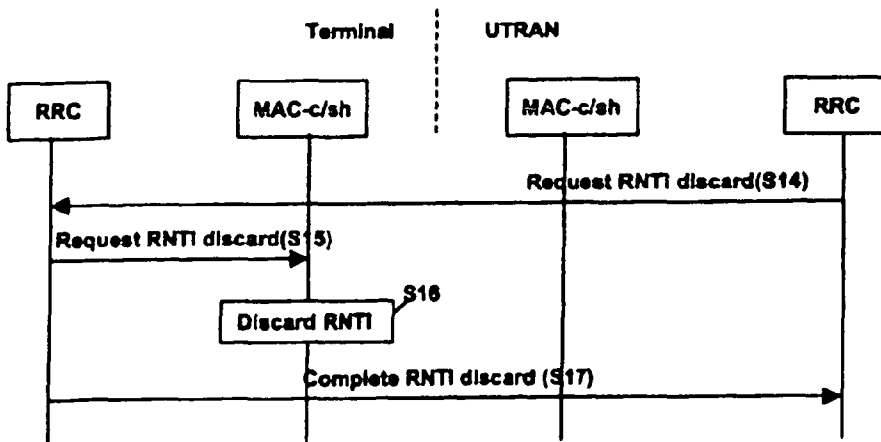 Terminal UTRAN
RRC MAC-c/sh MAC-c/sh RRC
Request RNTI discard(S14)
Request RNTI discard(S15)
S16
Discard RNTI
Complete RNTI discard (S17)